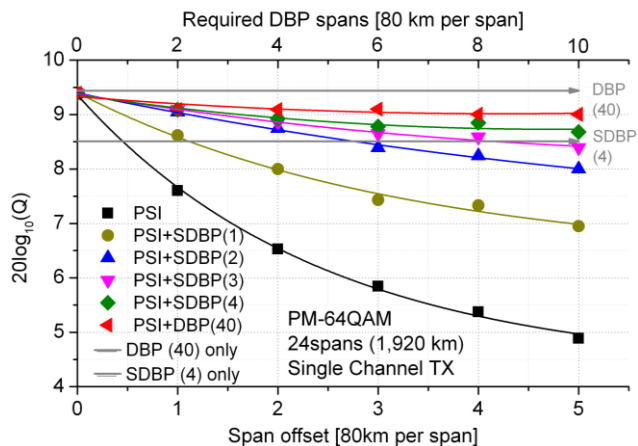 Required DBP spans [80 km per span]
0 2 4 6 8 10
10
9
8
7
6
5
4
20log10(Q)
DBP
(40)
SDBP
(4)
PSI
PSI+SDBP(1)
PSI+SDBP(2)
PSI+SDBP(3)
PSI+SDBP(4)
PSI+DBP(40)
DBP (40) only
SDBP (4) only
PM-64QAM
24spans (1,920 km)
Single Channel TX
0 1 2 3 4 5
Span offset [80km per span]